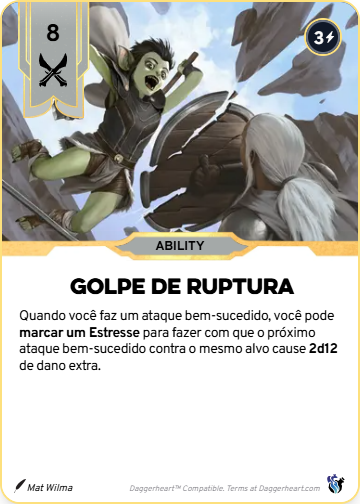 8
3
ABILITY
GOLPE DE RUPTURA
Quando você faz um ataque bem-sucedido, você pode
marcar um Estresse para fazer com que o próximo
ataque bem-sucedido contra o mesmo alvo cause 2d12
de dano extra.
Mat Wilma
Daggerheart™ Compatible. Terms at Daggerheart.com